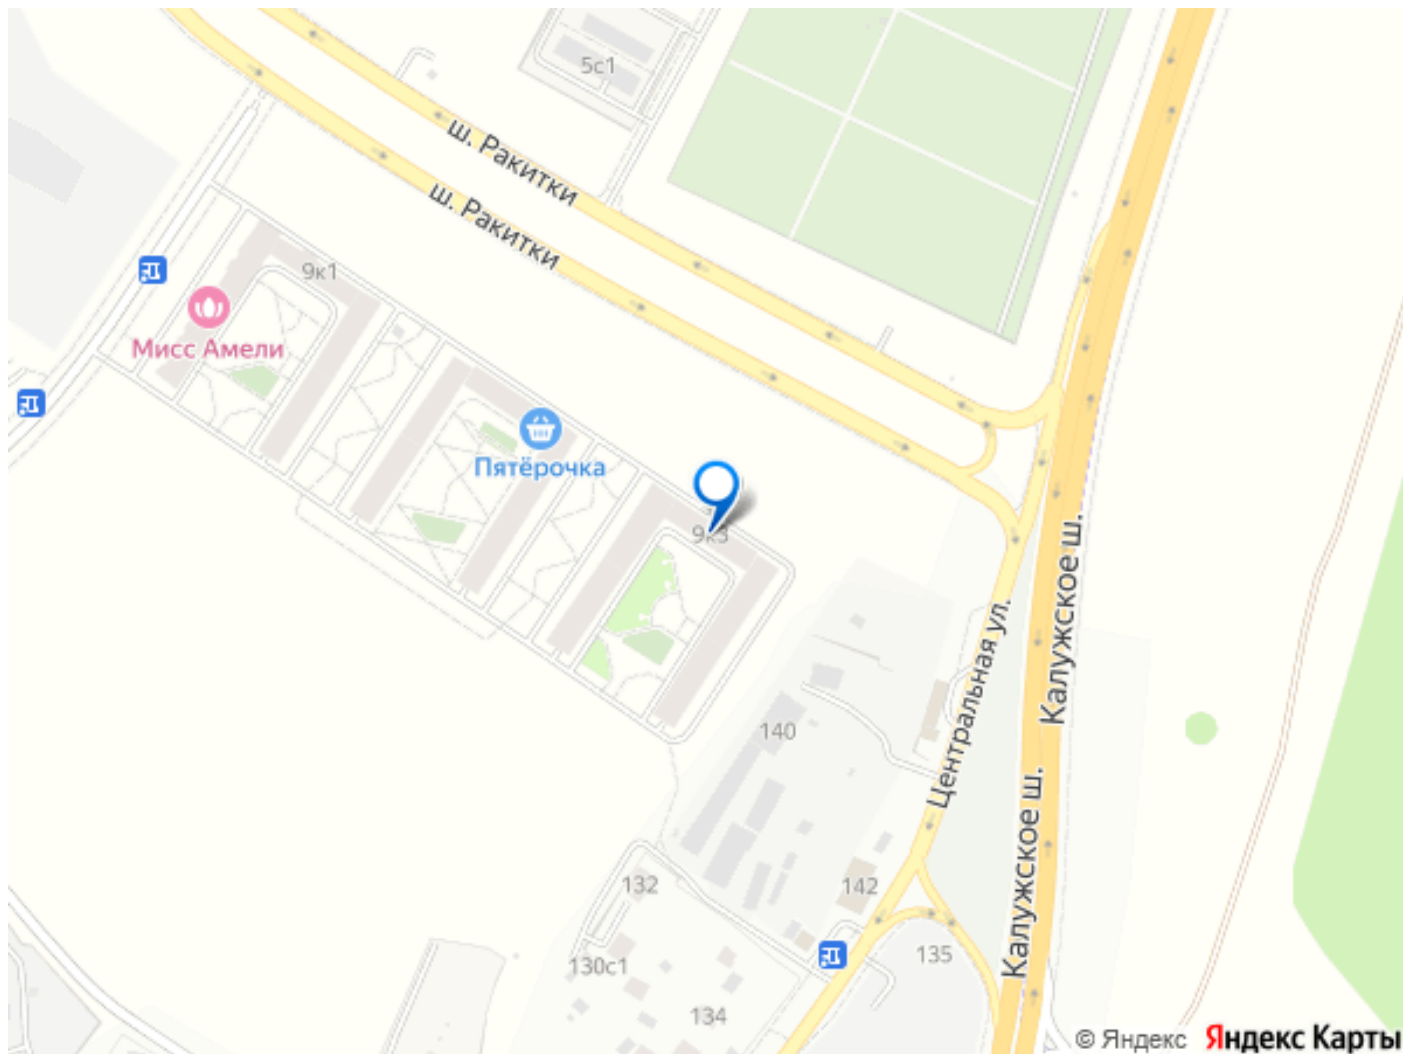 5с1
ш. Ракитки
ш. Ракитки
9к1
Мисс Амели
Пятёрочка
9к3
Калужское ш.
Центральная ул.
140
Калужское ш.
132
142
130с1
135
134
© Яндекс Яндекс Карты